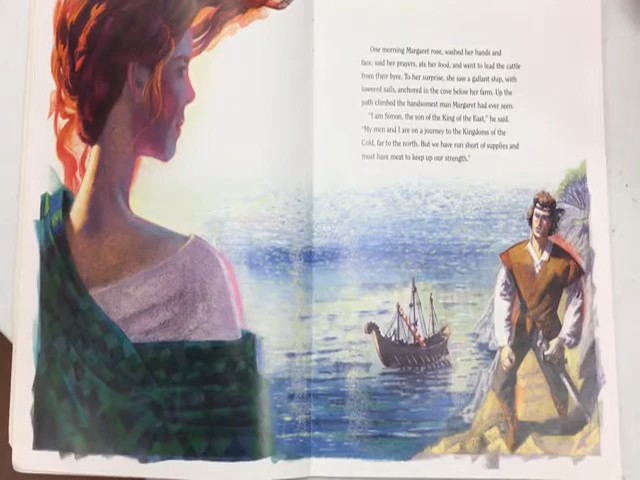 One morning Margaret rose, washed her hands and
face, said her prayers, ate her food, and went to lead the cattle
from their byre. To her surprise, she saw a gallant ship, with
lowered sails, anchored in the cove below her farm. Up the
path climbed the handsomest man Margaret had ever seen.
"I am Simon, the son of the King of the East," he said.
"My men and I are on a journey to the Kingdoms of the
Cold, far to the north. But we have run short of supplies and
must have meat to keep up our strength."